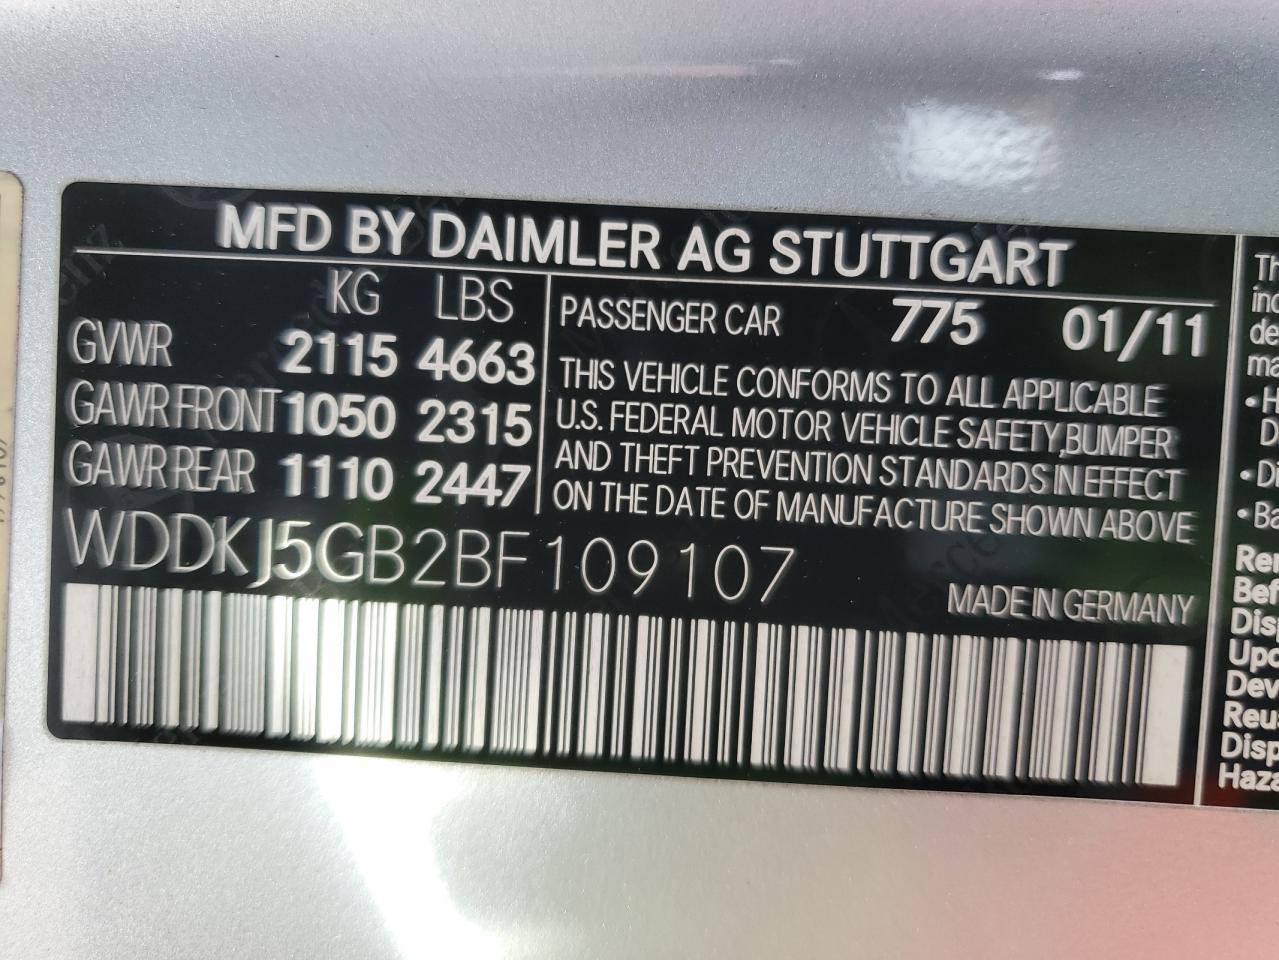 MFD BY DAIMLER AG STUTTGART
KG LBS
GVWR 2115 4663
GAWR FRONT 1050 2315
GAWR REAR 1110 2447
PASSENGER CAR 775 01/11
THIS VEHICLE CONFORMS TO ALL APPLICABLE
U.S. FEDERAL MOTOR VEHICLE SAFETY,BUMPER
AND THEFT PREVENTION STANDARDS IN EFFECT
ON THE DATE OF MANUFACTURE SHOWN ABOVE
WDDKJ5GB2BF109107
MADE IN GERMANY